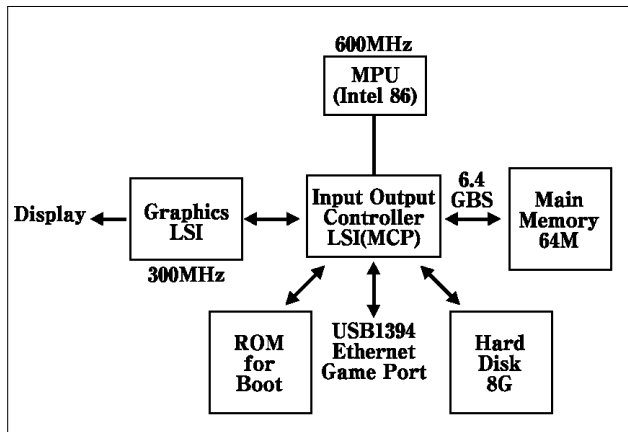 600MHz
MPU
(Intel 86)
Display
Graphics
LSI
300MHz
Input Output
Controller
LSI(MCP)
6.4
GBS
Main
Memory
64M
ROM
for
Boot
USB1394
Ethernet
Game Port
Hard
Disk
8G